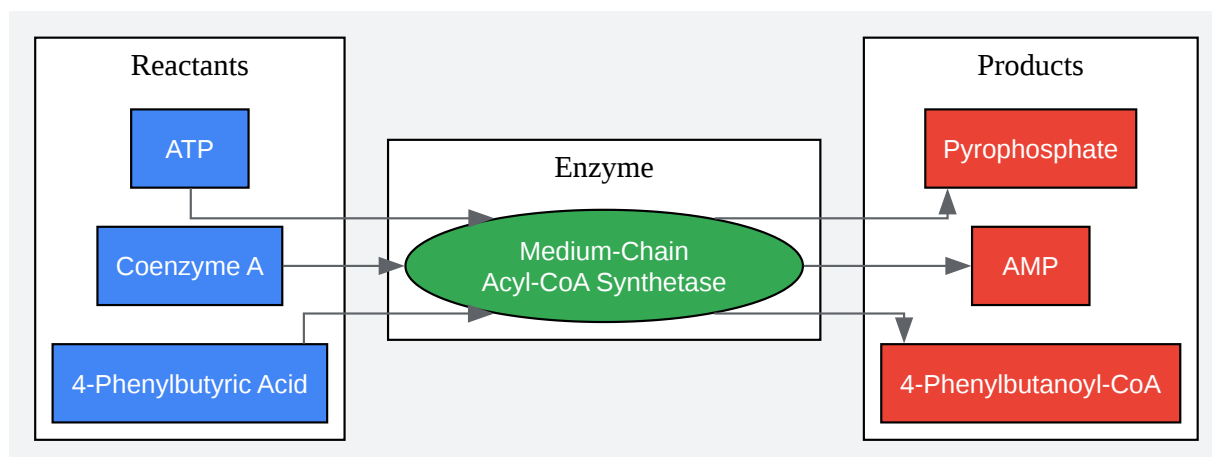 Reactants
ATP
Coenzyme A
4-Phenylbutyric Acid
Enzyme
Medium-Chain
Acyl-CoA Synthetase
Products
Pyrophosphate
AMP
4-Phenylbutanoyl-CoA